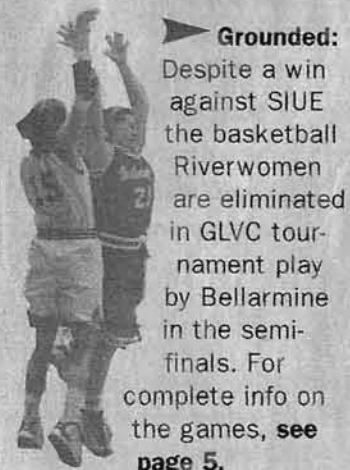 Grounded:
Despite a win
against SIUE
the basketball
Riverwomen
are eliminated
in GLVC tour-
nament play
by Bellarmine
in the semi-
finals. For
complete info on
the games, see
page 5.